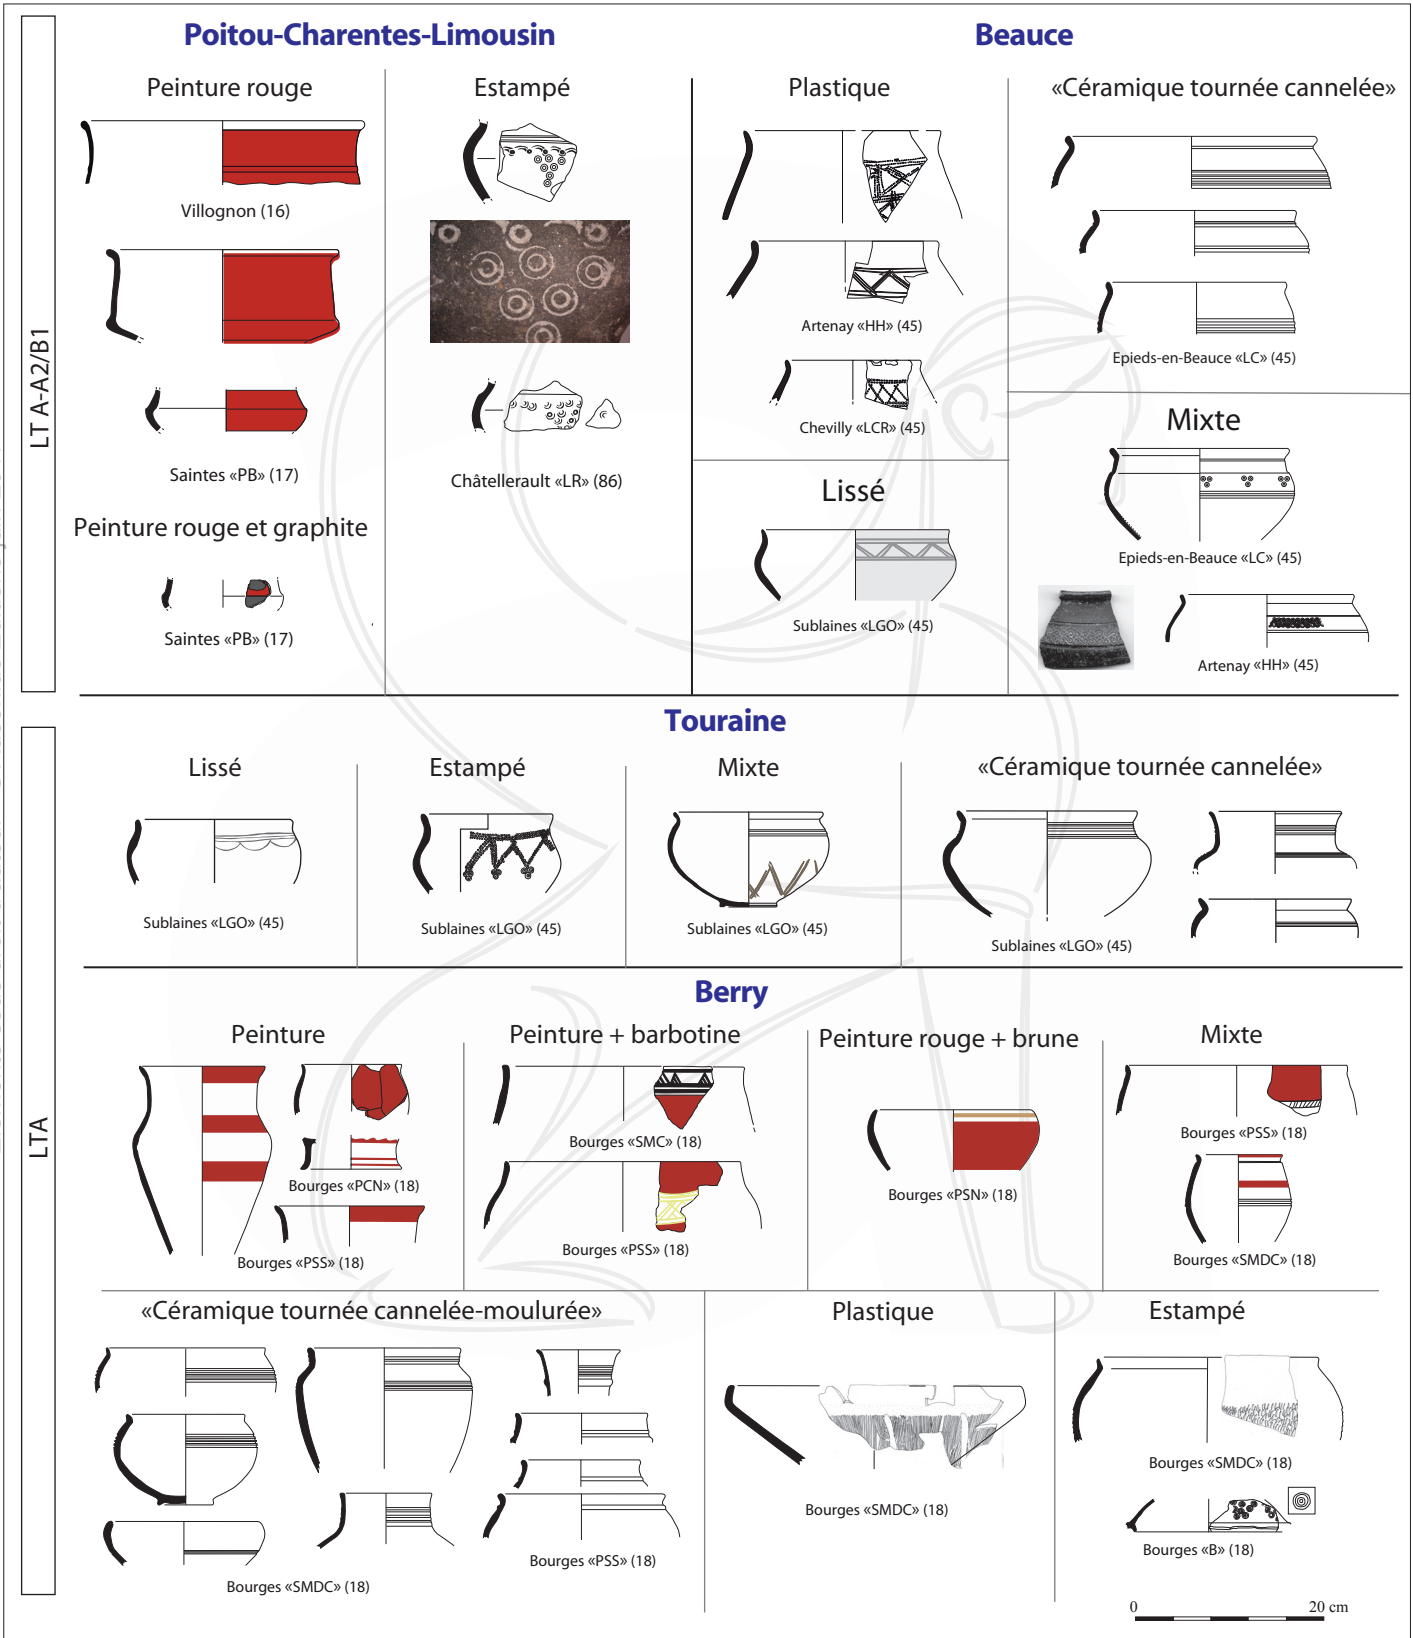 Poitou-Charentes-Limousin
Beauce
LT A-A2/B1
Peinture rouge
Villognon (16)
Saintes «PB» (17)
Peinture rouge et graphite
Saintes «PB» (17)
Estampé
Châtellerault «LR» (86)
Plastique
Artenay «HH» (45)
Chevilly «LCR» (45)
Lissé
Sublaines «LGO» (45)
«Céramique tournée cannelée»
Epieds-en-Beauce «LC» (45)
Mixte
Epieds-en-Beauce «LC» (45)
Artenay «HH» (45)
LTA
Touraine
Lissé
Sublaines «LGO» (45)
Estampé
Sublaines «LGO» (45)
Mixte
Sublaines «LGO» (45)
«Céramique tournée cannelée»
Sublaines «LGO» (45)
Berry
Peinture
Bourges «PCN» (18)
Bourges «PSS» (18)
Peinture + barbotine
Bourges «SMC» (18)
Bourges «PSS» (18)
Peinture rouge + brune
Bourges «PSN» (18)
Mixte
Bourges «PSS» (18)
Bourges «SMDC» (18)
«Céramique tournée cannelée-moulurée»
Bourges «SMDC» (18)
Bourges «PSS» (18)
Plastique
Bourges «SMDC» (18)
Estampé
Bourges «SMDC» (18)
Bourges «B» (18)
0 20 cm